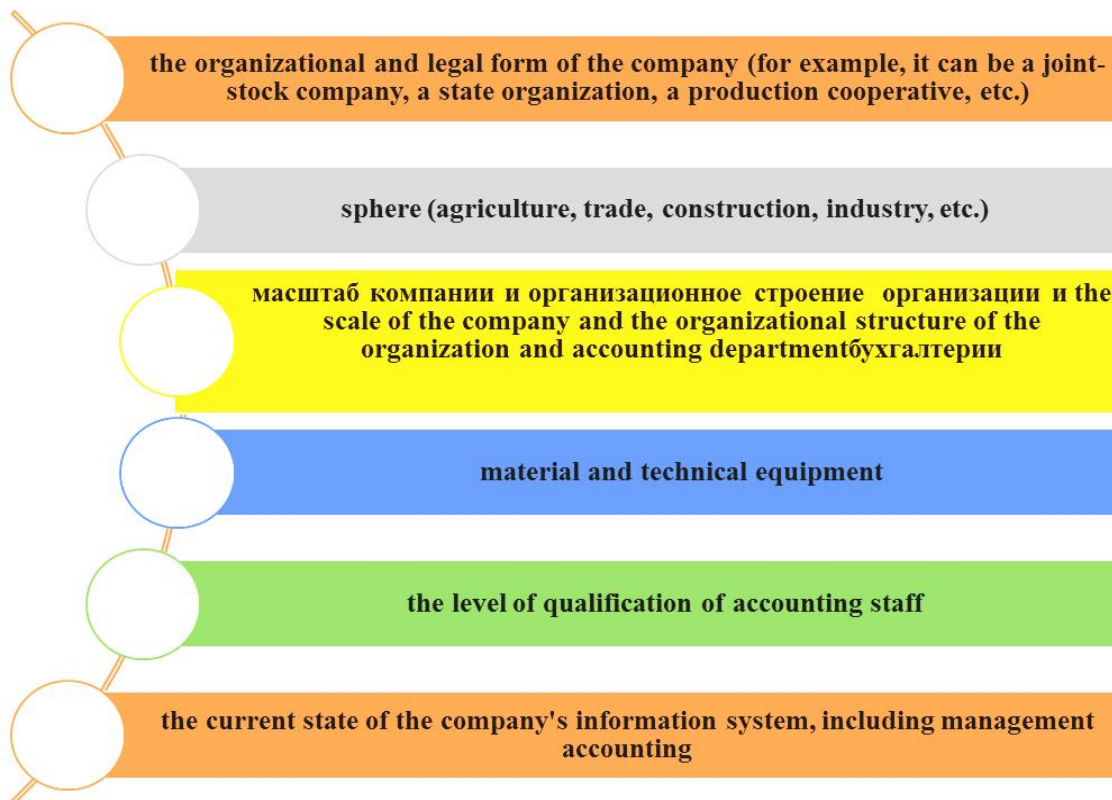 the organizational and legal form of the company (for example, it can be a joint-
stock company, a state organization, a production cooperative, etc.)
sphere (agriculture, trade, construction, industry, etc.)
масштаб компании и организационное строение организации и the
scale of the company and the organizational structure of the
organization and accounting departmentбухгалтерии
material and technical equipment
the level of qualification of accounting staff
the current state of the company's information system, including management
accounting